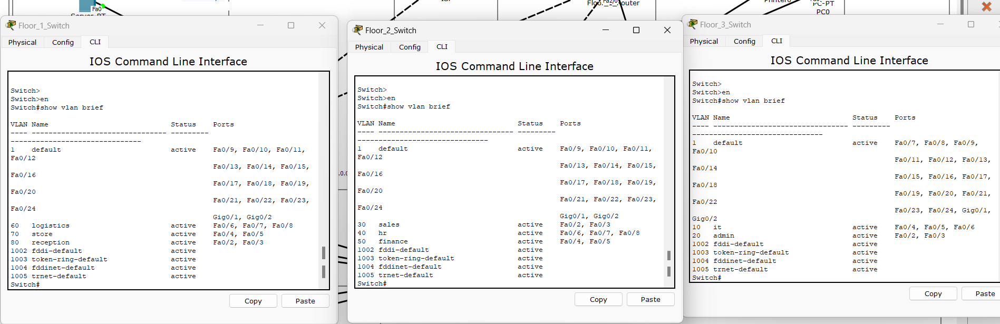 Fa0
Server-PT
Fa2/0
Printer0
PC-PT
PC0
Floor_1_Switch
Physical Config CLI
IOS Command Line Interface
Switch>
Switch>en
Switch#show vlan brief
VLAN Name Status Ports
---- -------------------------------- ---------
-------------------------------
1 default active Fa0/9, Fa0/10, Fa0/11,
Fa0/12
Fa0/13, Fa0/14, Fa0/15,
Fa0/16
Fa0/17, Fa0/18, Fa0/19,
Fa0/20
Fa0/21, Fa0/22, Fa0/23,
Fa0/24
Gig0/1, Gig0/2
60 logistics active Fa0/6, Fa0/7, Fa0/8
70 store active Fa0/4, Fa0/5
80 reception active Fa0/2, Fa0/3
1002 fddi-default active
1003 token-ring-default active
1004 fddinet-default active
1005 trnet-default active
Switch#
Copy Paste
Floor_2_Switch
Physical Config CLI
IOS Command Line Interface
Switch>
Switch>en
Switch#show vlan brief
VLAN Name Status Ports
---- -------------------------------- ---------
-------------------------------
1 default active Fa0/9, Fa0/10, Fa0/11,
Fa0/12
Fa0/13, Fa0/14, Fa0/15,
Fa0/16
Fa0/17, Fa0/18, Fa0/19,
Fa0/20
Fa0/21, Fa0/22, Fa0/23,
Fa0/24
Gig0/1, Gig0/2
30 sales active Fa0/2, Fa0/3
40 hr active Fa0/6, Fa0/7, Fa0/8
50 finance active Fa0/4, Fa0/5
1002 fddi-default active
1003 token-ring-default active
1004 fddinet-default active
1005 trnet-default active
Switch#
Copy Paste
Floor_3_Switch
Physical Config CLI
IOS Command Line Interface
Switch>
Switch>en
Switch#show vlan brief
VLAN Name Status Ports
---- -------------------------------- ---------
-------------------------------
1 default active Fa0/7, Fa0/8, Fa0/9,
Fa0/10
Fa0/11, Fa0/12, Fa0/13,
Fa0/14
Fa0/15, Fa0/16, Fa0/17,
Fa0/18
Fa0/19, Fa0/20, Fa0/21,
Fa0/22
Fa0/23, Fa0/24, Gig0/1,
Gig0/2
10 it active Fa0/4, Fa0/5, Fa0/6
20 admin active Fa0/2, Fa0/3
1002 fddi-default active
1003 token-ring-default active
1004 fddinet-default active
1005 trnet-default active
Switch#
Copy Paste